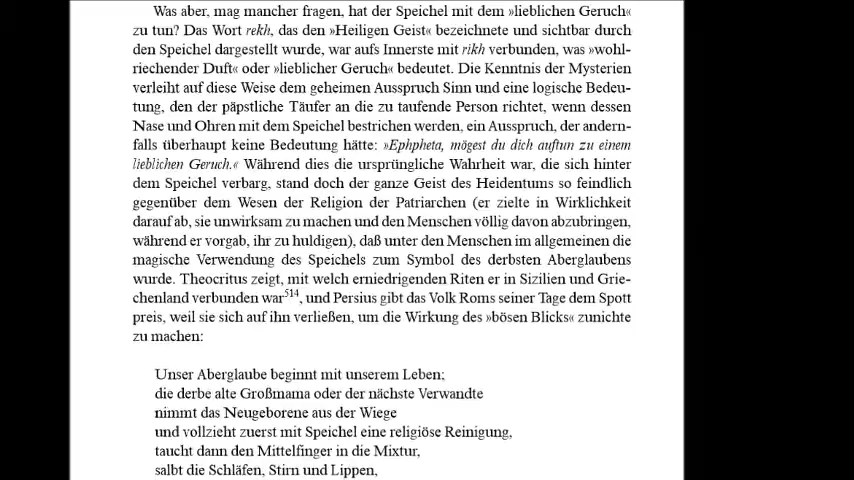 Was aber, mag mancher fragen, hat der Speichel mit dem »lieblichen Geruch«
zu tun? Das Wort rekh, das den »Heiligen Geist« bezeichnete und sichtbar durch
den Speichel dargestellt wurde, war aufs Innerste mit rikh verbunden, was »wohl-
riechender Duft« oder »lieblicher Geruch« bedeutet. Die Kenntnis der Mysterien
verleiht auf diese Weise dem geheimen Ausspruch Sinn und eine logische Bedeu-
tung, den der päpstliche Täufer an die zu taufende Person richtet, wenn dessen
Nase und Ohren mit dem Speichel bestrichen werden, ein Ausspruch, der andern-
falls überhaupt keine Bedeutung hätte: »Ephpheta, mögest du dich auftun zu einem
lieblichen Geruch.« Während dies die ursprüngliche Wahrheit war, die sich hinter
dem Speichel verbarg, stand doch der ganze Geist des Heidentums so feindlich
gegenüber dem Wesen der Religion der Patriarchen (er zielte in Wirklichkeit
darauf ab, sie unwirksam zu machen und den Menschen völlig davon abzubringen,
während er vorgab, ihr zu huldigen), daß unter den Menschen im allgemeinen die
magische Verwendung des Speichels zum Symbol des derbsten Aberglaubens
wurde. Theocritus zeigt, mit welch erniedrigenden Riten er in Sizilien und Grie-
chenland verbunden war514, und Persius gibt das Volk Roms seiner Tage dem Spott
preis, weil sie sich auf ihn verließen, um die Wirkung des »bösen Blicks« zunichte
zu machen:
Unser Aberglaube beginnt mit unserem Leben;
die derbe alte Großmama oder der nächste Verwandte
nimmt das Neugeborene aus der Wiege
und vollzieht zuerst mit Speichel eine religiöse Reinigung,
taucht dann den Mittelfinger in die Mixtur,
salbt die Schläfen, Stirn und Lippen,